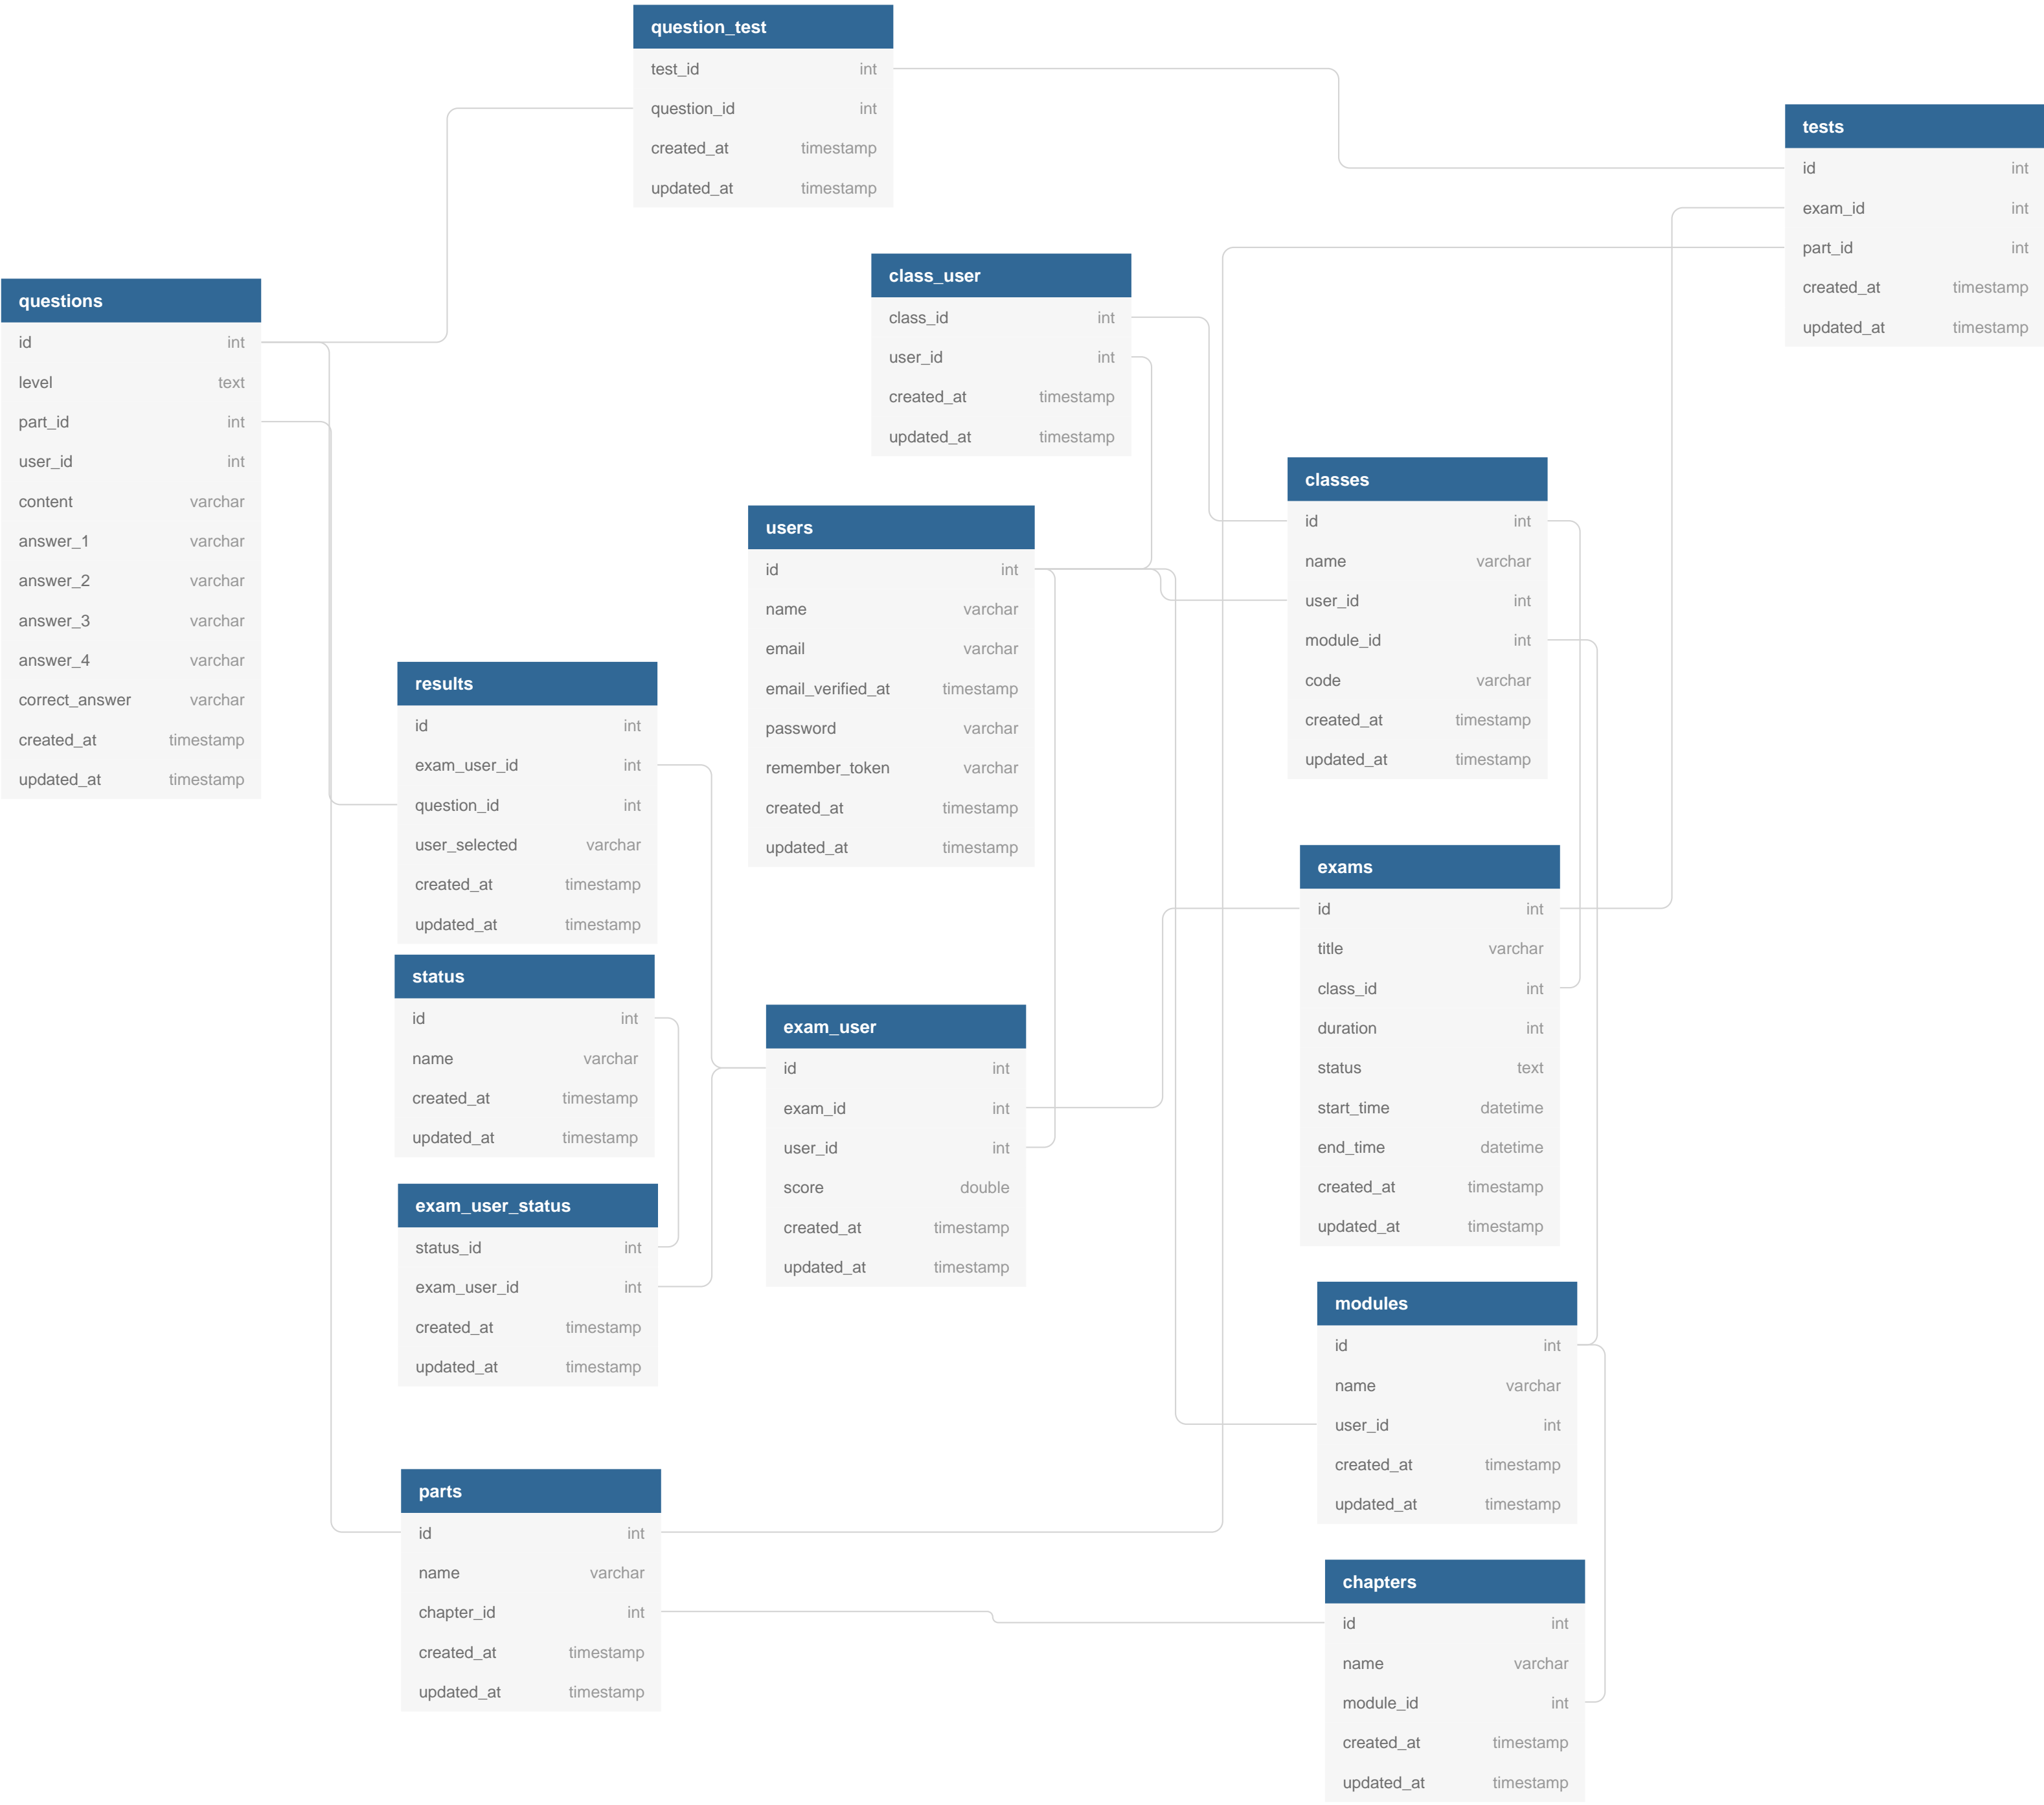 question_test
test_id int
question_id int
created_at timestamp
updated_at timestamp
tests
id int
exam_id int
part_id int
created_at timestamp
updated_at timestamp
class_user
class_id int
user_id int
created_at timestamp
updated_at timestamp
questions
id int
level text
part_id int
user_id int
content varchar
answer_1 varchar
answer_2 varchar
answer_3 varchar
answer_4 varchar
correct_answer varchar
created_at timestamp
updated_at timestamp
classes
id int
name varchar
user_id int
module_id int
code varchar
created_at timestamp
updated_at timestamp
users
id int
name varchar
email varchar
email_verified_at timestamp
password varchar
remember_token varchar
created_at timestamp
updated_at timestamp
results
id int
exam_user_id int
question_id int
user_selected varchar
created_at timestamp
updated_at timestamp
exams
id int
title varchar
class_id int
duration int
status text
start_time datetime
end_time datetime
created_at timestamp
updated_at timestamp
status
id int
name varchar
created_at timestamp
updated_at timestamp
exam_user
id int
exam_id int
user_id int
score double
created_at timestamp
updated_at timestamp
exam_user_status
status_id int
exam_user_id int
created_at timestamp
updated_at timestamp
modules
id int
name varchar
user_id int
created_at timestamp
updated_at timestamp
parts
id int
name varchar
chapter_id int
created_at timestamp
updated_at timestamp
chapters
id int
name varchar
module_id int
created_at timestamp
updated_at timestamp